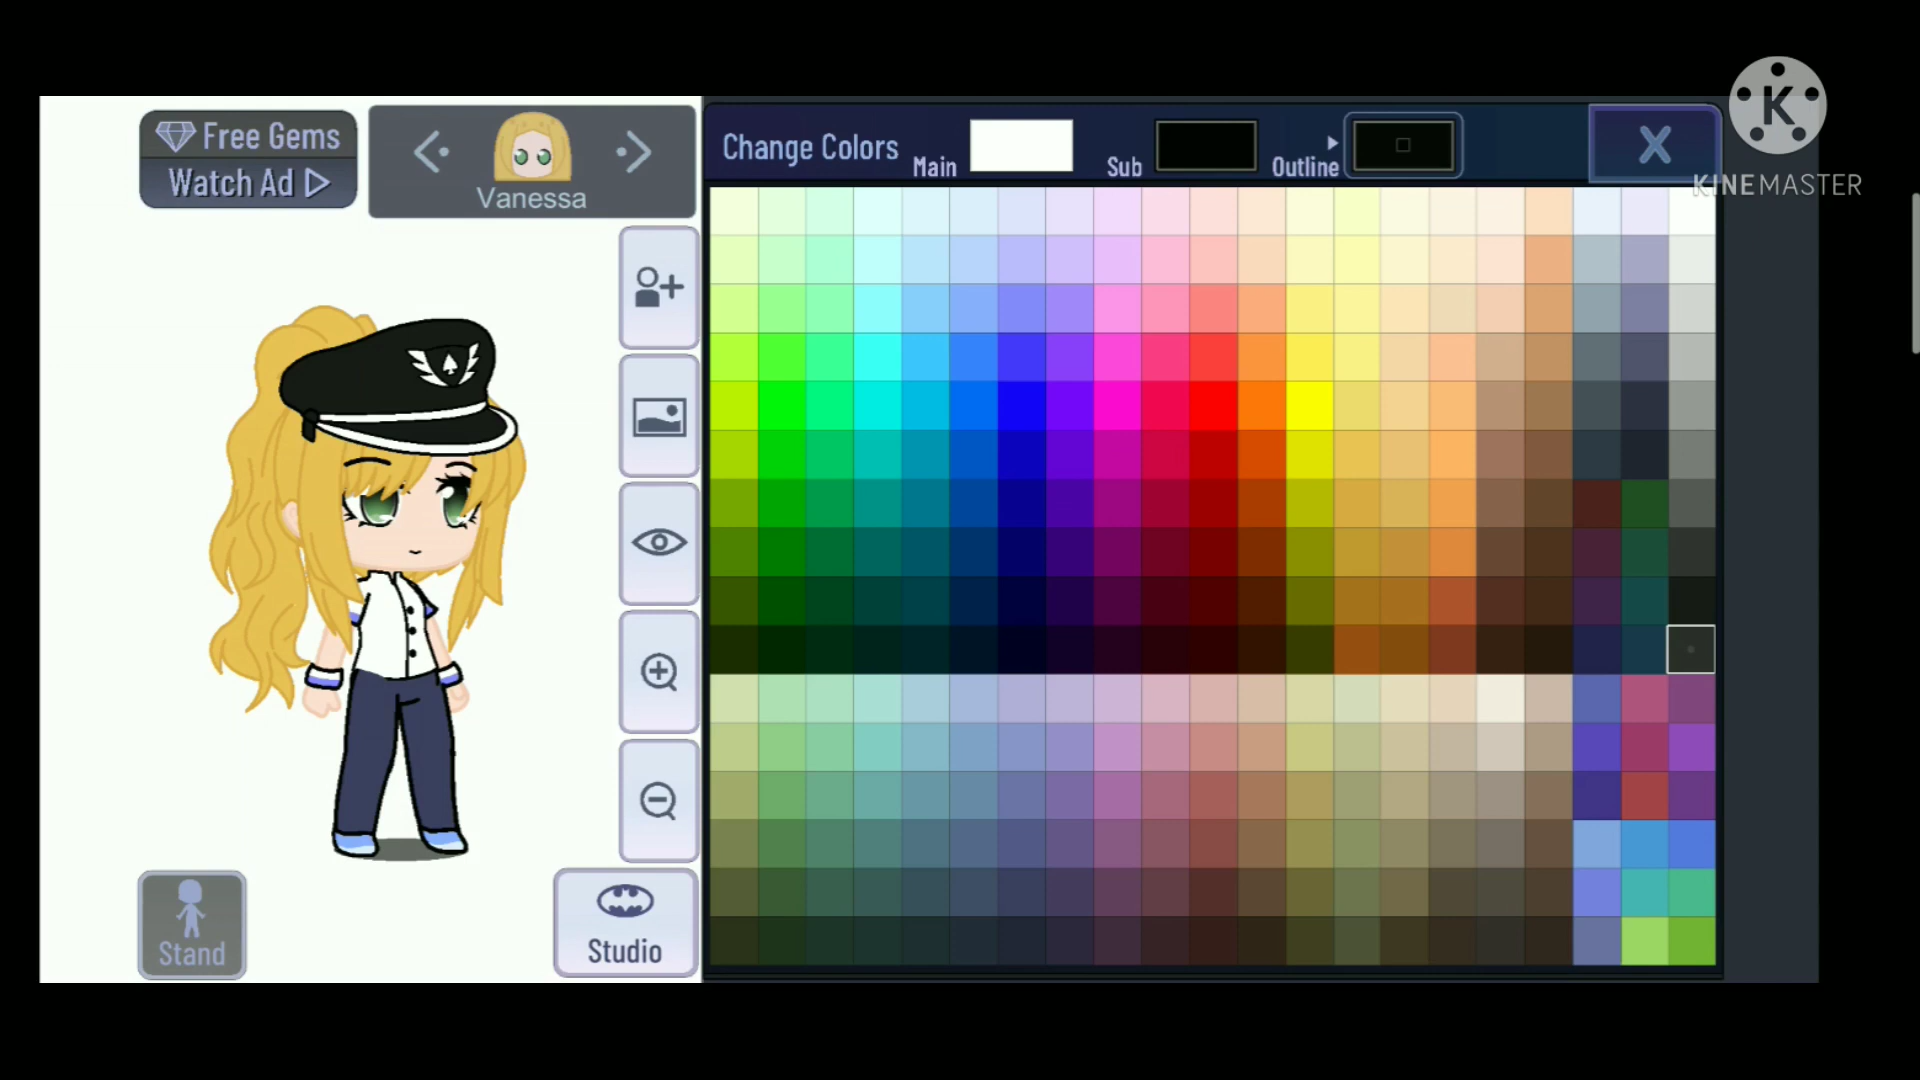 Free Gems
Watch Ad
Vanessa
Change Colors
Main
Sub
Outline
X
K
KINEMASTER
Stand
Studio